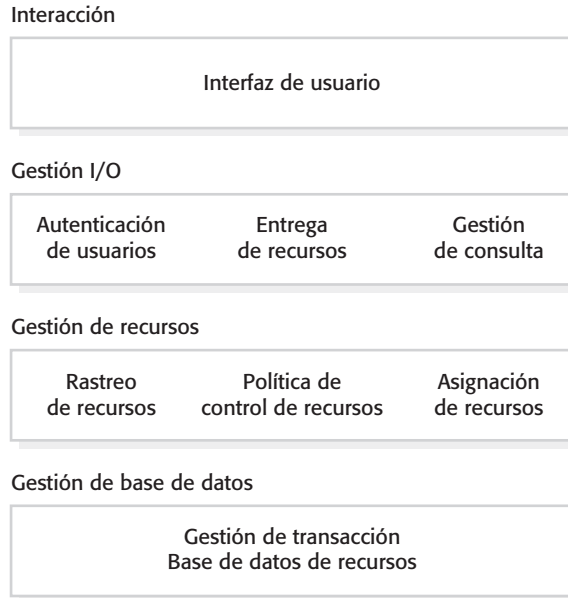 Interacción
Interfaz de usuario
Gestión I/O
Autenticación
de usuarios
Entrega
de recursos
Gestión
de consulta
Gestión de recursos
Rastreo
de recursos
Política de
control de recursos
Asignación
de recursos
Gestión de base de datos
Gestión de transacción
Base de datos de recursos